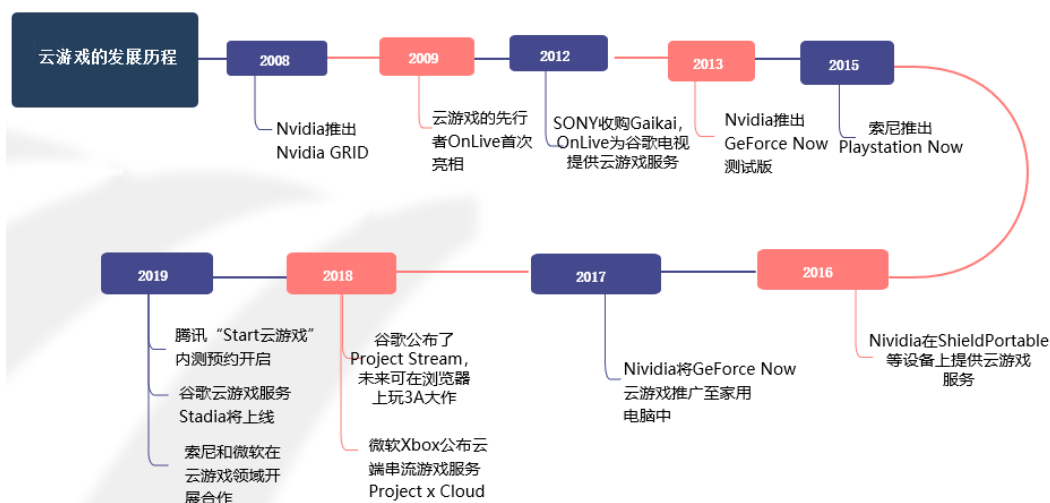 云游戏的发展历程
2008
Nvidia推出
Nvidia GRID
2009
云游戏的先行
者OnLive首次
亮相
2012
SONY收购Gaikai，
OnLive为谷歌电视
提供云游戏服务
2013
Nvidia推出
GeForce Now
测试版
2015
索尼推出
Playstation Now
2016
Nividia在ShieldPortable
等设备上提供云游戏
服务
2017
Nividia将GeForce Now
云游戏推广至家用
电脑中
2018
谷歌公布了
Project Stream，
未来可在浏览器
上玩3A大作
微软Xbox公布云
端串流游戏服务
Project x Cloud
2019
腾讯“Start云游戏”
内测预约开启
谷歌云游戏服务
Stadia将上线
索尼和微软在
云游戏领域开
展合作